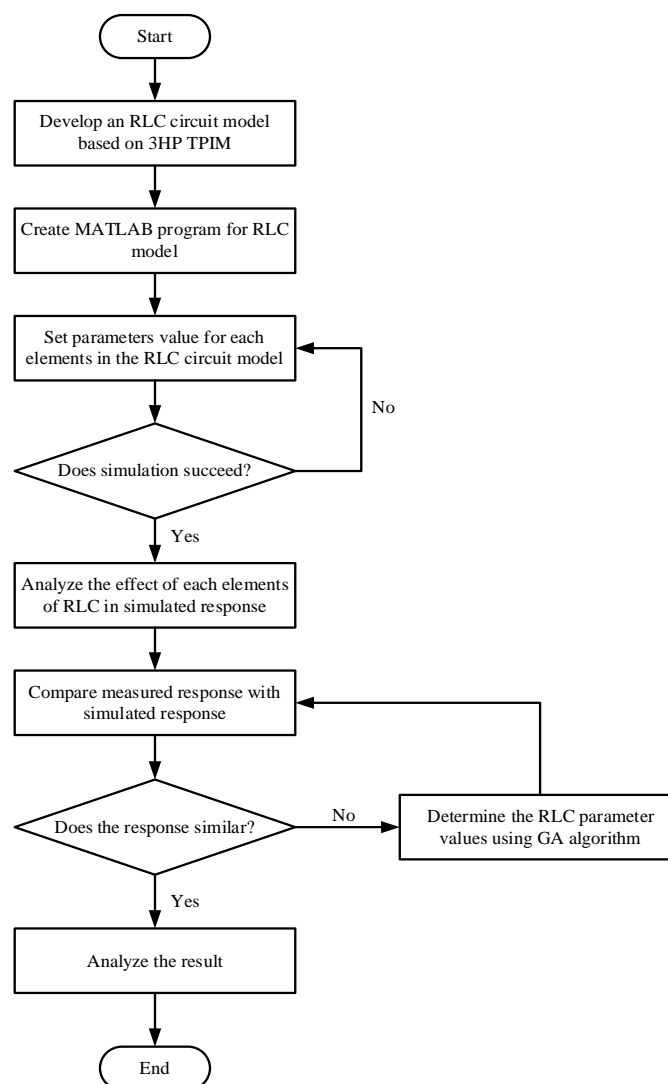 Start
Develop an RLC circuit model
based on 3HP TPIM
Create MATLAB program for RLC
model
Set parameters value for each
elements in the RLC circuit model
No
Does simulation succeed?
Yes
Analyze the effect of each elements
of RLC in simulated response
Compare measured response with
simulated response
Does the response similar?
No
Determine the RLC parameter
values using GA algorithm
Yes
Analyze the result
End